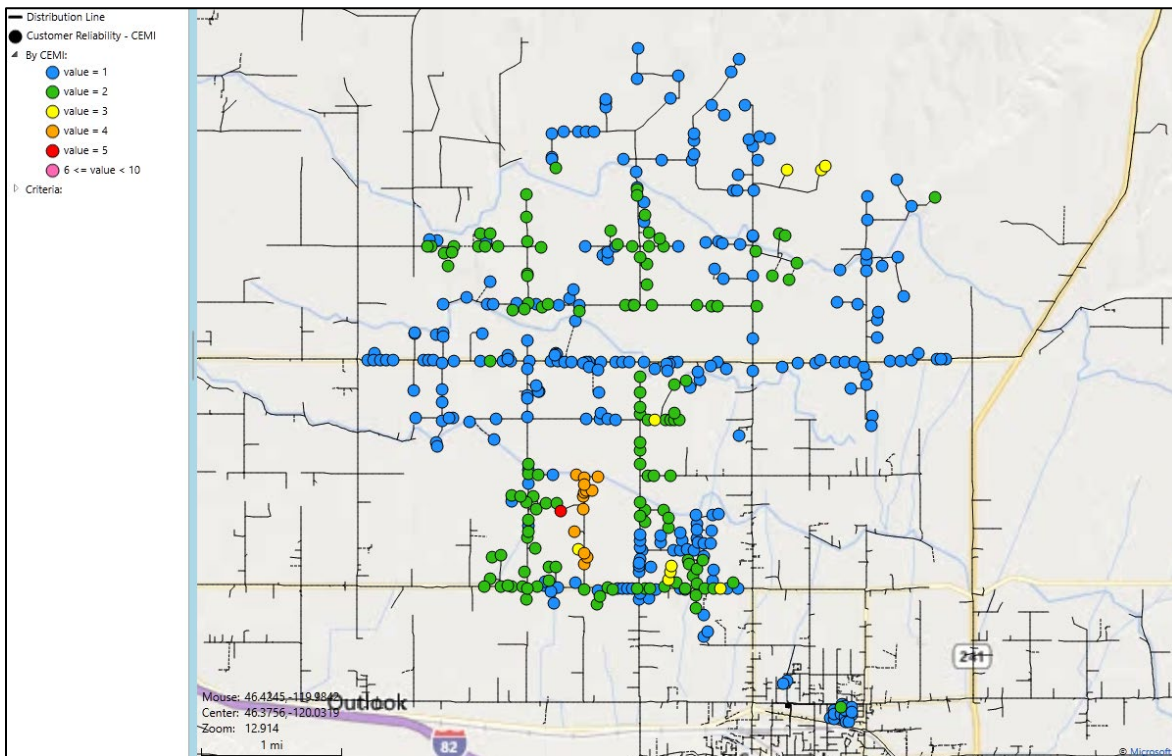 Distribution Line
Customer Reliability - CEMI
By CEMI:
value = 1
value = 2
value = 3
value = 4
value = 5
6 <= value < 10
Criteria:
241
Mouse: 46.4245,-119.9842
Center: 46.3756,-120.0319
Outlook
Zoom: 12.914
1 mi
82
© Microsoft